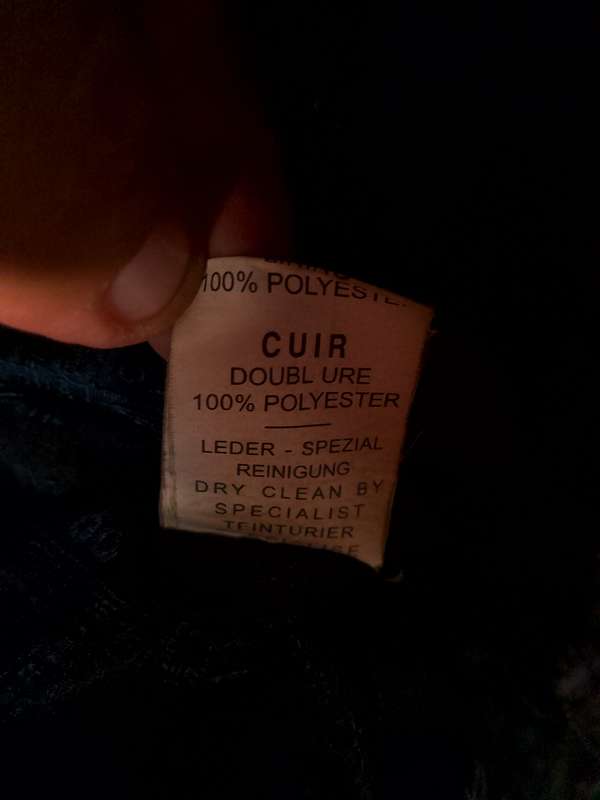 100% POLYESTE
CUIR
DOUBL URE
100% POLYESTER
LEDER - SPEZIAL
REINIGUNG
DRY CLEAN BY
SPECIALIST
TEINTURIER